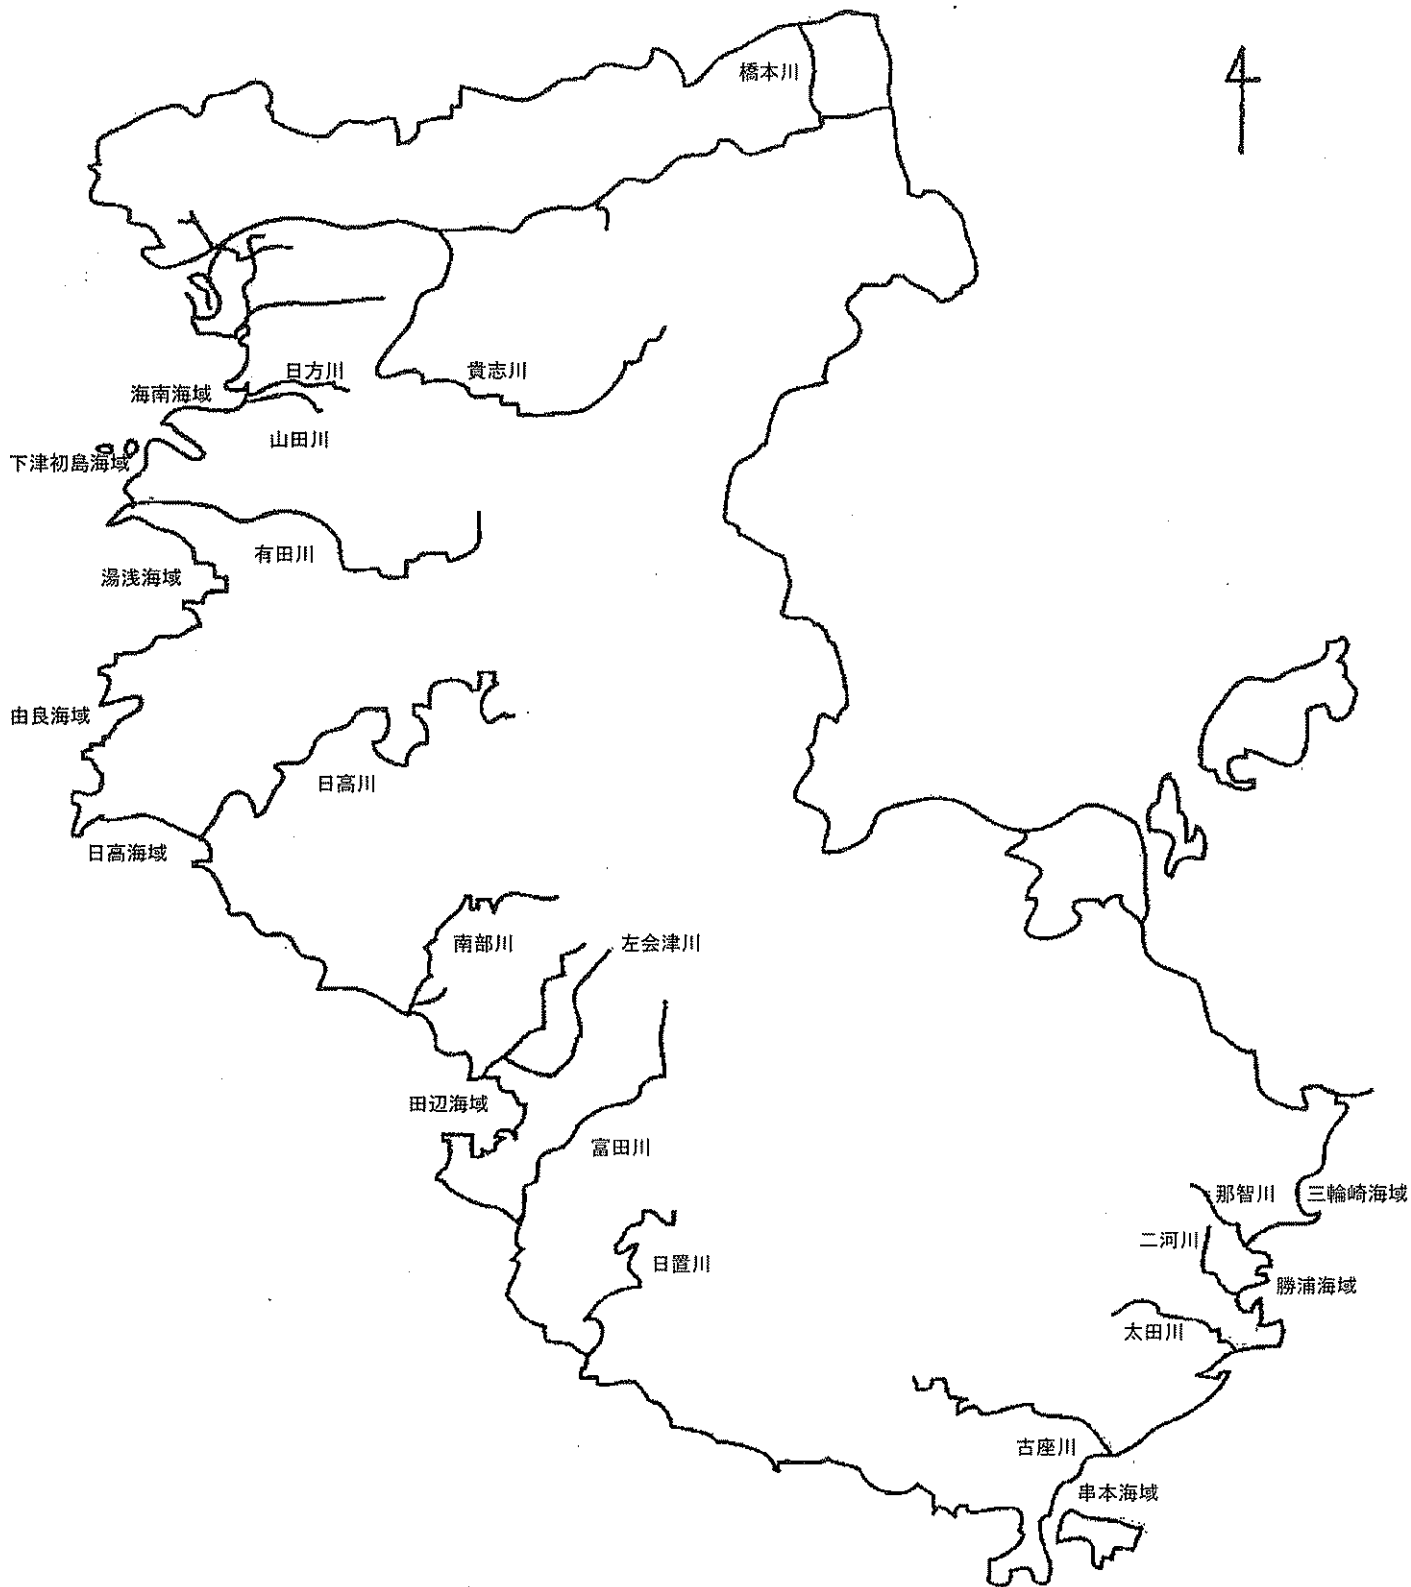 橋本川
日方川
貴志川
海南海域
山田川
下津初島海域
有田川
湯浅海域
由良海域
日高川
日高海域
南部川
左会津川
田辺海域
富田川
那智川
三輪崎海域
二河川
日置川
勝浦海域
太田川
古座川
串本海域